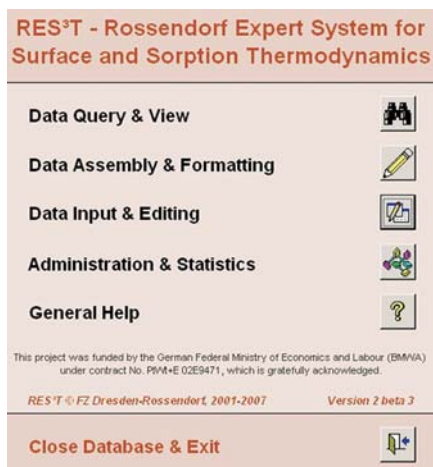 RES³T - Rossendorf Expert System for
Surface and Sorption Thermodynamics
Data Query & View
Data Assembly & Formatting
Data Input & Editing
Administration & Statistics
General Help
This project was funded by the German Federal Ministry of Economics and Labour (BMWA)
under contract No. PtWt+E 02E9471, which is gratefully acknowledged.
RES³T © FZ Dresden-Rossendorf, 2001-2007 Version 2 beta 3
Close Database & Exit